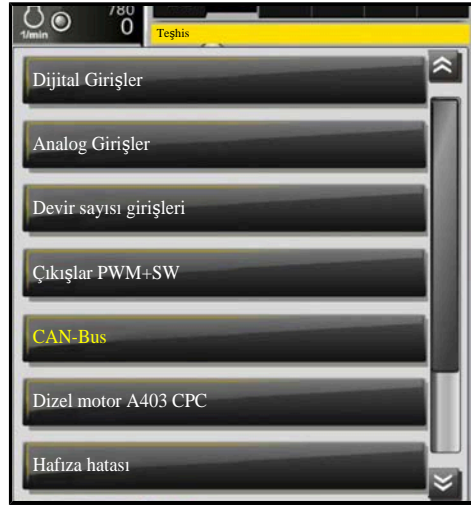 780
1/min 0
Teşhis
Dijital Girişler
Analog Girişler
Devir sayısı girişleri
Çıkışlar PWM+SW
CAN-Bus
Dizel motor A403 CPC
Hafıza hatası